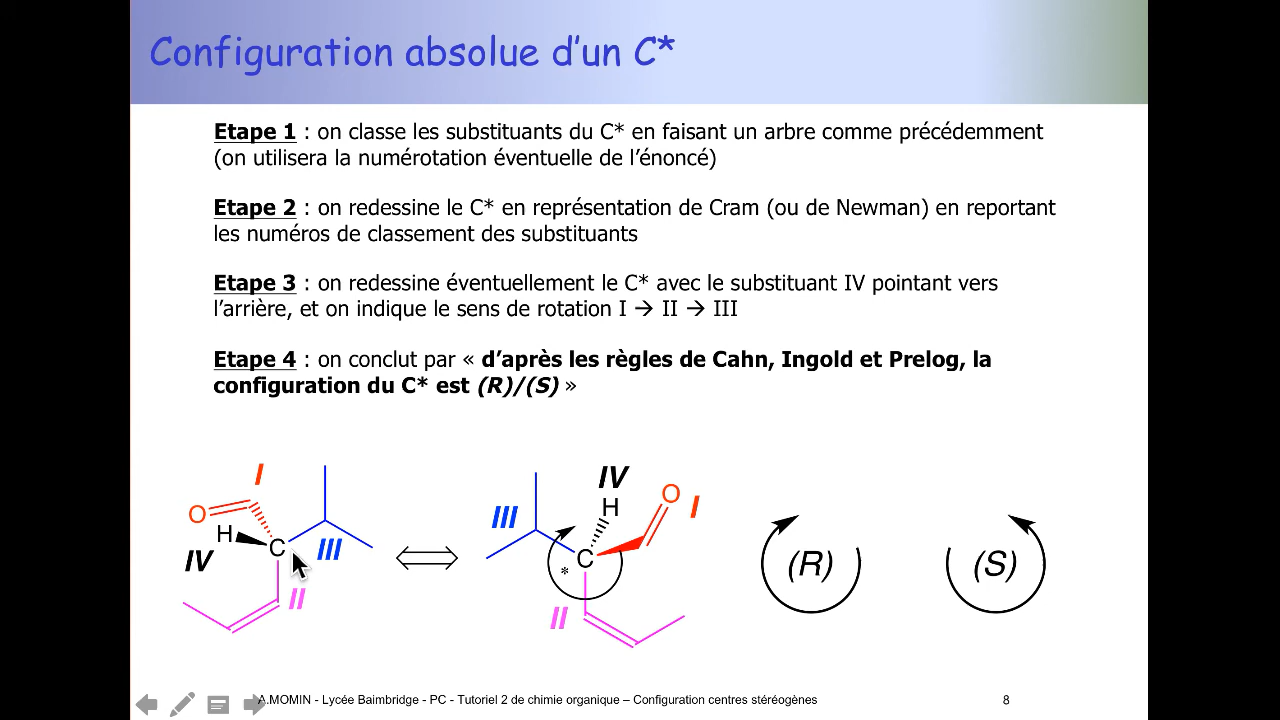 Configuration absolue d'un C*
Etape 1 : on classe les substituants du C* en faisant un arbre comme précédemment
(on utilisera la numérotation éventuelle de l'énoncé)
Etape 2 : on redessine le C* en représentation de Cram (ou de Newman) en reportant
les numéros de classement des substituants
Etape 3 : on redessine éventuellement le C* avec le substituant IV pointant vers
l'arrière, et on indique le sens de rotation I → II → III
Etape 4 : on conclut par « d'après les règles de Cahn, Ingold et Prelog, la
configuration du C* est (R)/(S) »
I
O
H
IV
C
III
II
IV
H
O
I
III
C
*
II
(R)
(S)
A.MOMIN - Lycée Baimbridge - PC - Tutoriel 2 de chimie organique – Configuration centres stéréogènes
8